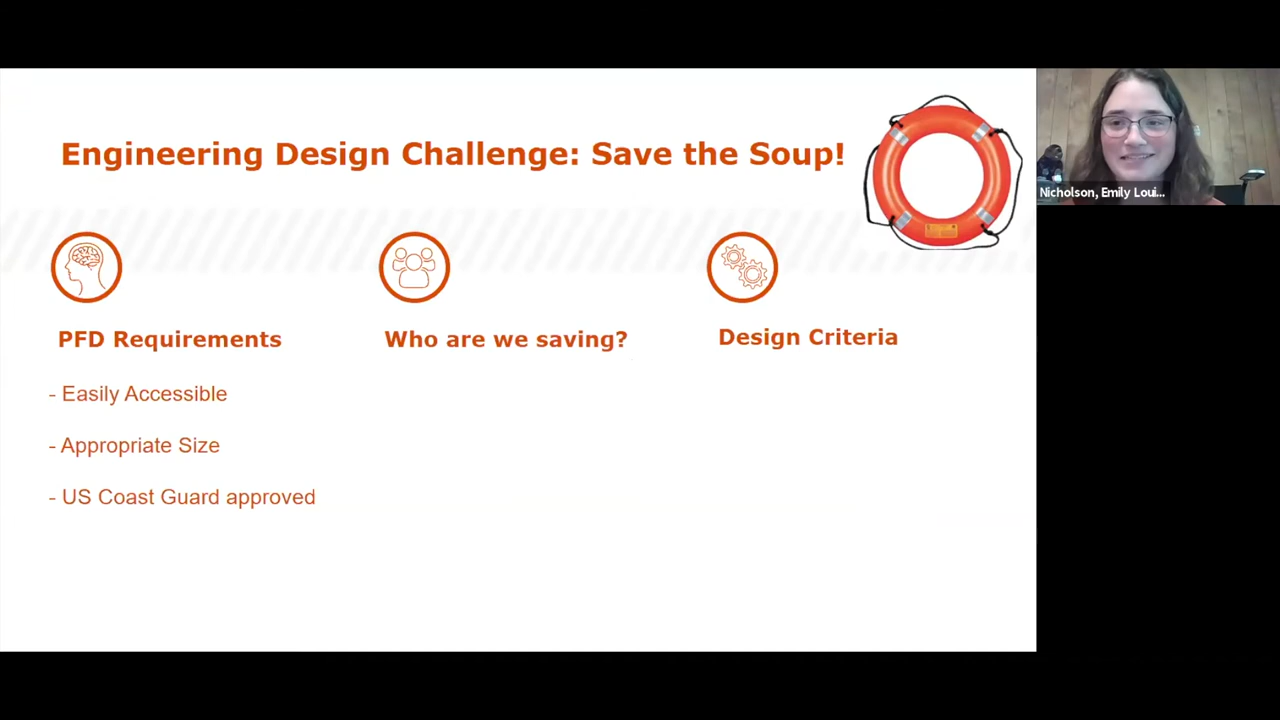 Engineering Design Challenge: Save the Soup!
Nicholson, Emily Loui...
PFD Requirements
Who are we saving?
Design Criteria
- Easily Accessible
- Appropriate Size
- US Coast Guard approved